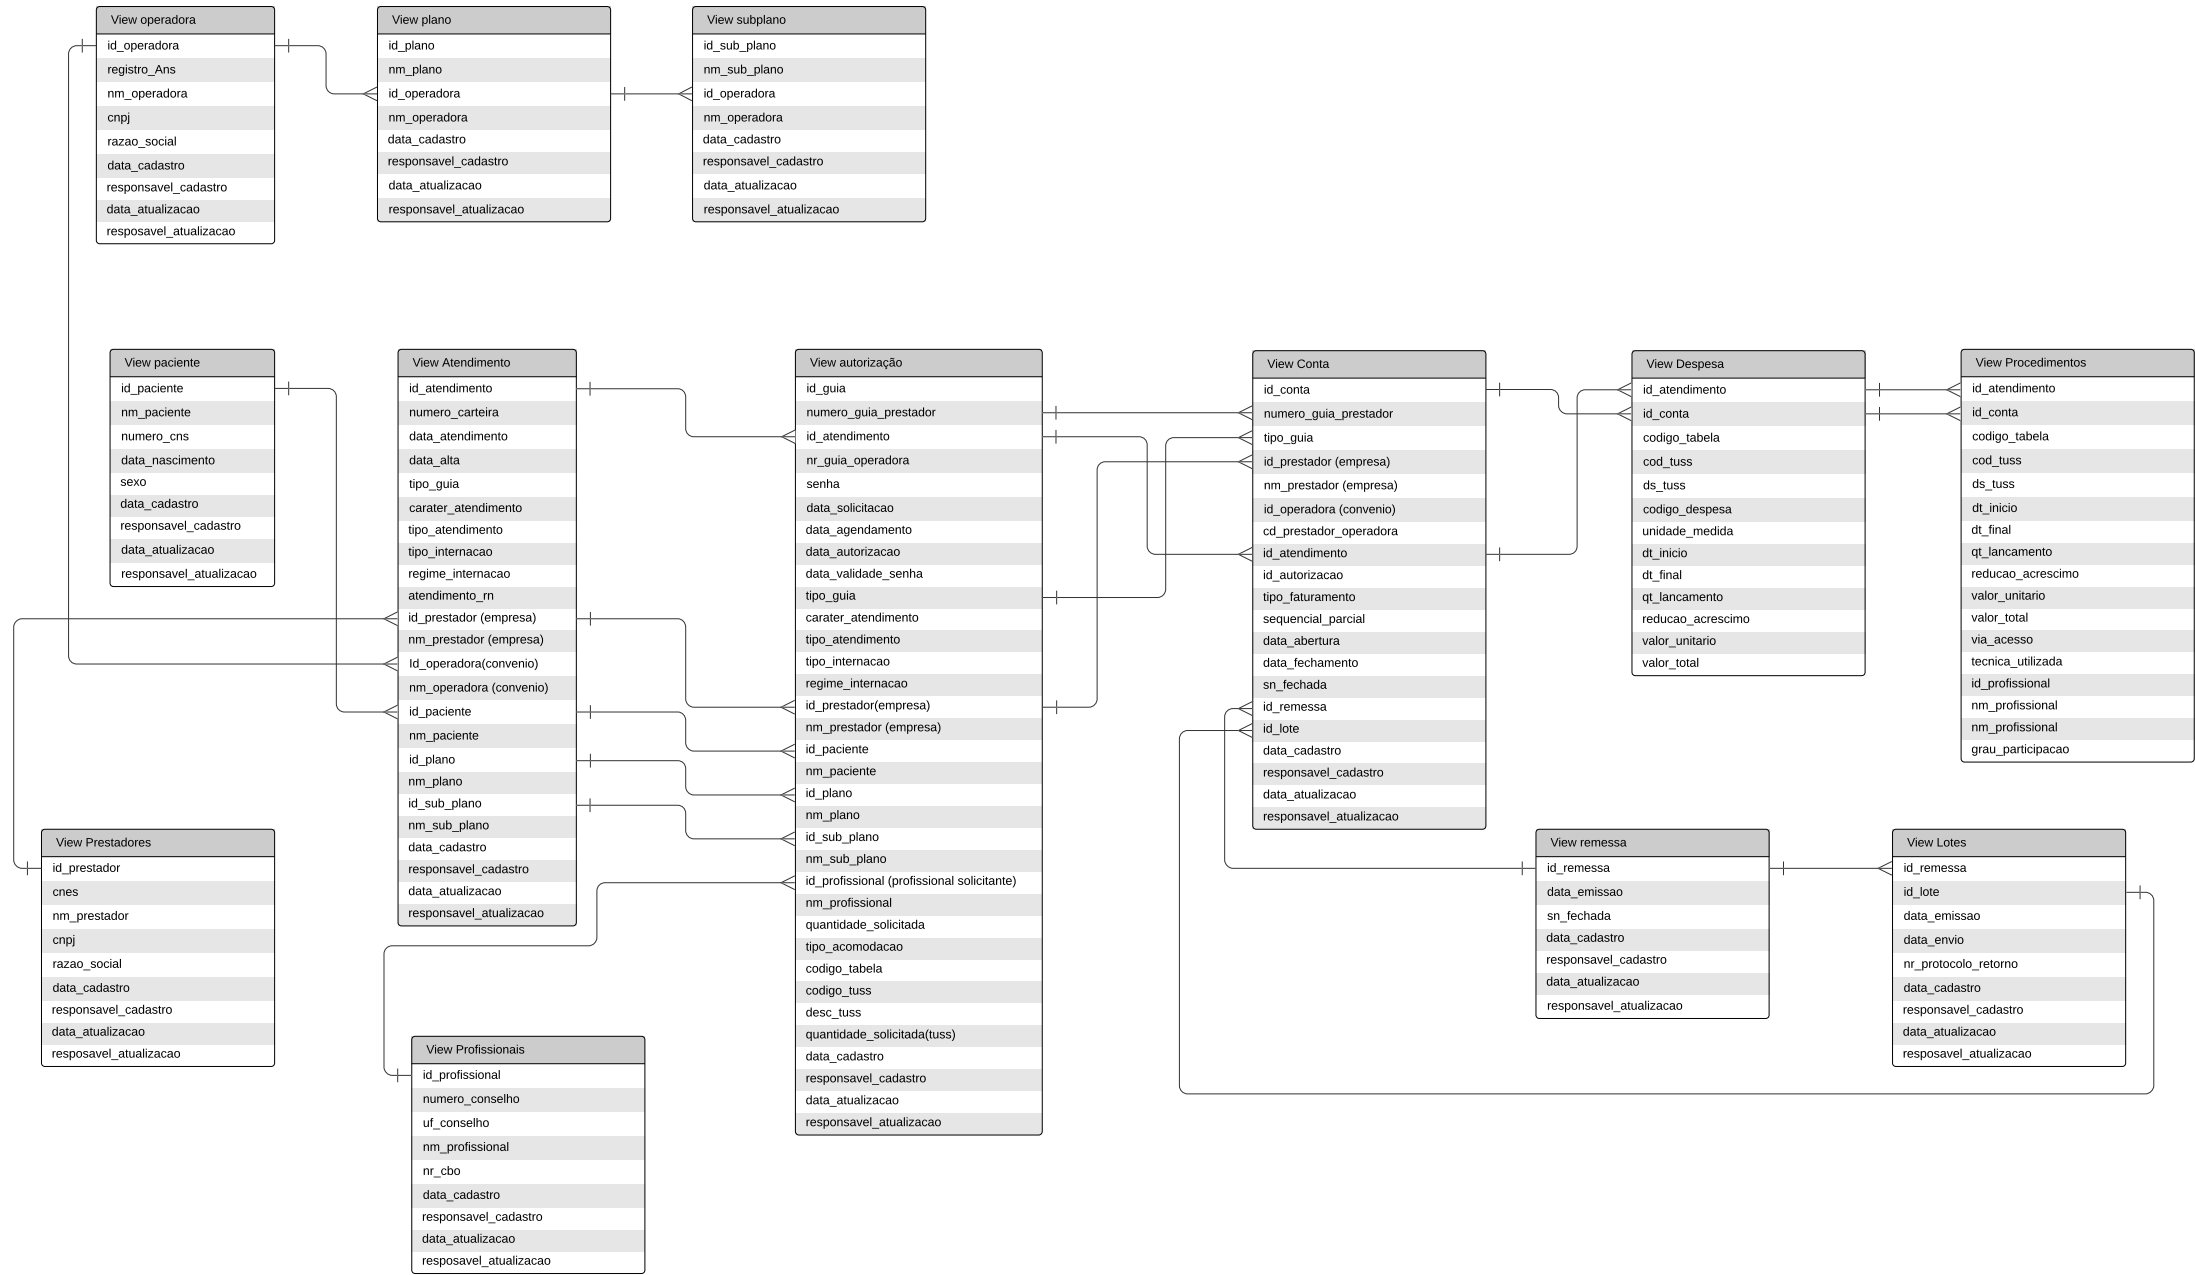 View operadora
id_operadora
registro_Ans
nm_operadora
cnpj
razao_social
data_cadastro
responsavel_cadastro
data_atualizacao
resposavel_atualizacao
View plano
id_plano
nm_plano
id_operadora
nm_operadora
data_cadastro
responsavel_cadastro
data_atualizacao
responsavel_atualizacao
View subplano
id_sub_plano
nm_sub_plano
id_operadora
nm_operadora
data_cadastro
responsavel_cadastro
data_atualizacao
responsavel_atualizacao
View paciente
id_paciente
nm_paciente
numero_cns
data_nascimento
sexo
data_cadastro
responsavel_cadastro
data_atualizacao
responsavel_atualizacao
View Atendimento
id_atendimento
numero_carteira
data_atendimento
data_alta
tipo_guia
carater_atendimento
tipo_atendimento
tipo_internacao
regime_internacao
atendimento_rn
id_prestador (empresa)
nm_prestador (empresa)
Id_operadora(convenio)
nm_operadora (convenio)
id_paciente
nm_paciente
id_plano
nm_plano
id_sub_plano
nm_sub_plano
data_cadastro
responsavel_cadastro
data_atualizacao
responsavel_atualizacao
View autorização
id_guia
numero_guia_prestador
id_atendimento
nr_guia_operadora
senha
data_solicitacao
data_agendamento
data_autorizacao
data_validade_senha
tipo_guia
carater_atendimento
tipo_atendimento
tipo_internacao
regime_internacao
id_prestador(empresa)
nm_prestador (empresa)
id_paciente
nm_paciente
id_plano
nm_plano
id_sub_plano
nm_sub_plano
id_profissional (profissional solicitante)
nm_profissional
quantidade_solicitada
tipo_acomodacao
codigo_tabela
codigo_tuss
desc_tuss
quantidade_solicitada(tuss)
data_cadastro
responsavel_cadastro
data_atualizacao
responsavel_atualizacao
View Conta
id_conta
numero_guia_prestador
tipo_guia
id_prestador (empresa)
nm_prestador (empresa)
id_operadora (convenio)
cd_prestador_operadora
id_atendimento
id_autorizacao
tipo_faturamento
sequencial_parcial
data_abertura
data_fechamento
sn_fechada
id_remessa
id_lote
data_cadastro
responsavel_cadastro
data_atualizacao
responsavel_atualizacao
View Despesa
id_atendimento
id_conta
codigo_tabela
cod_tuss
ds_tuss
codigo_despesa
unidade_medida
dt_inicio
dt_final
qt_lancamento
reducao_acrescimo
valor_unitario
valor_total
View Procedimentos
id_atendimento
id_conta
codigo_tabela
cod_tuss
ds_tuss
dt_inicio
dt_final
qt_lancamento
reducao_acrescimo
valor_unitario
valor_total
via_acesso
tecnica_utilizada
id_profissional
nm_profissional
nm_profissional
grau_participacao
View Prestadores
id_prestador
cnes
nm_prestador
cnpj
razao_social
data_cadastro
responsavel_cadastro
data_atualizacao
resposavel_atualizacao
View remessa
id_remessa
data_emissao
sn_fechada
data_cadastro
responsavel_cadastro
data_atualizacao
responsavel_atualizacao
View Lotes
id_remessa
id_lote
data_emissao
data_envio
nr_protocolo_retorno
data_cadastro
responsavel_cadastro
data_atualizacao
resposavel_atualizacao
View Profissionais
id_profissional
numero_conselho
uf_conselho
nm_profissional
nr_cbo
data_cadastro
responsavel_cadastro
data_atualizacao
resposavel_atualizacao